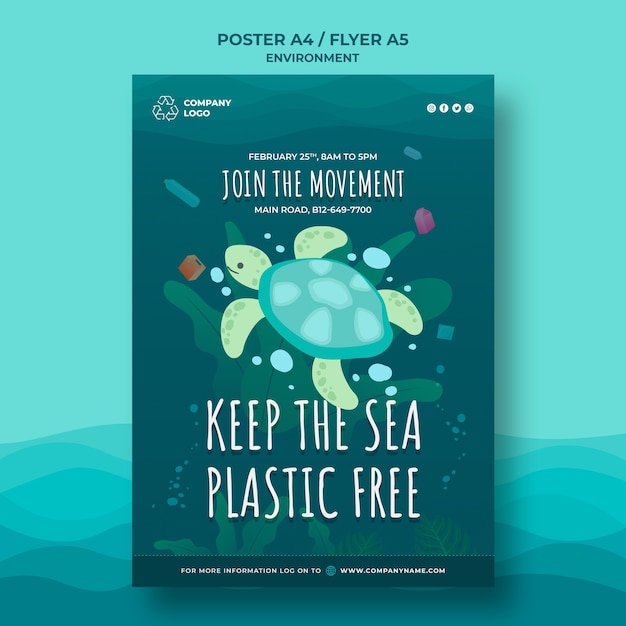 POSTER A4 / FLYER A5
ENVIRONMENT
COMPANY
LOGO
FEBRUARY 25TH, 8AM TO 5PM
JOIN THE MOVEMENT
MAIN ROAD, B12-649-7700
KEEP THE SEA
PLASTIC FREE
FOR MORE INFORMATION LOG ON TO WWW.COMPANYNAME.COM